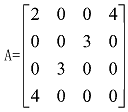 2 0 0 4
0 0 3 0
A=
0 3 0 0
4 0 0 0